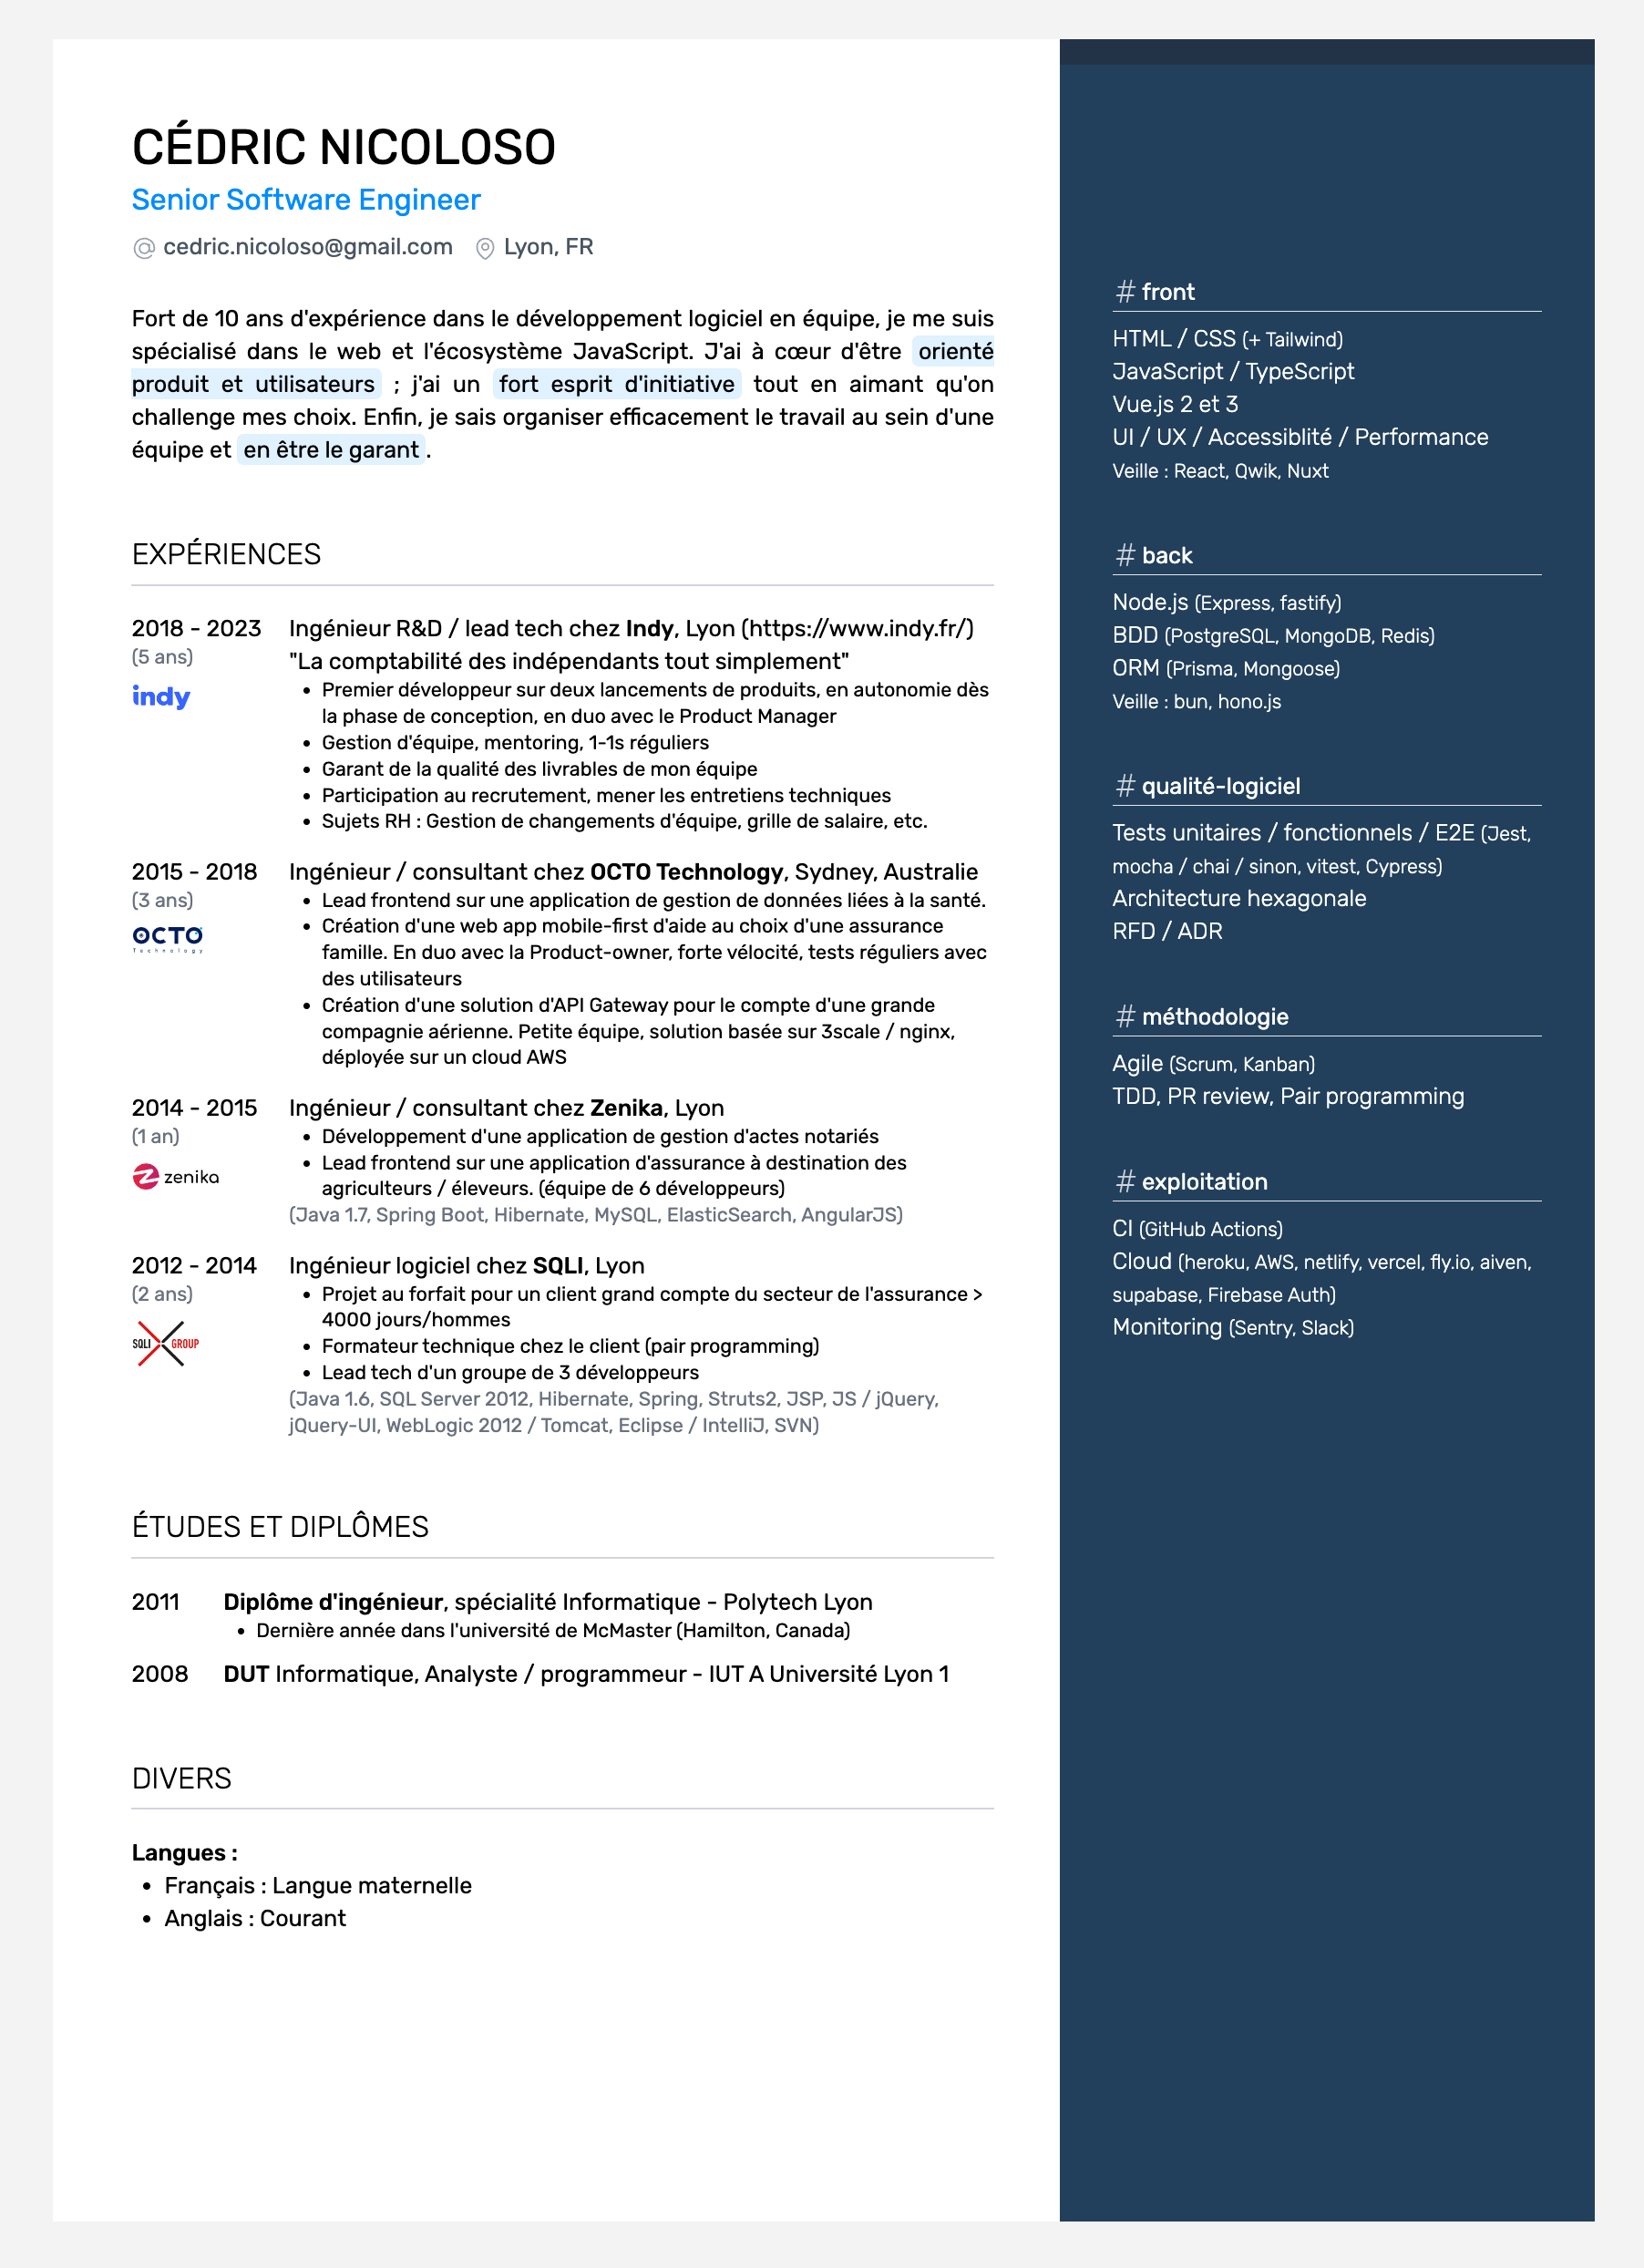 CÉDRIC NICOLOSO
Senior Software Engineer
cedric.nicoloso@gmail.com Lyon, FR
Fort de 10 ans d'expérience dans le développement logiciel en équipe, je me suis
spécialisé dans le web et l'écosystème JavaScript. J'ai à cœur d'être orienté
produit et utilisateurs ; j'ai un fort esprit d'initiative tout en aimant qu'on
challenge mes choix. Enfin, je sais organiser efficacement le travail au sein d'une
équipe et en être le garant.
EXPÉRIENCES
2018 - 2023
(5 ans)
indy
Ingénieur R&D / lead tech chez Indy, Lyon (https://www.indy.fr/)
"La comptabilité des indépendants tout simplement"
• Premier développeur sur deux lancements de produits, en autonomie dès
la phase de conception, en duo avec le Product Manager
• Gestion d'équipe, mentoring, 1-1s réguliers
• Garant de la qualité des livrables de mon équipe
• Participation au recrutement, mener les entretiens techniques
• Sujets RH : Gestion de changements d'équipe, grille de salaire, etc.
2015 - 2018
(3 ans)
OCTO
Technology
Ingénieur / consultant chez OCTO Technology, Sydney, Australie
• Lead frontend sur une application de gestion de données liées à la santé.
• Création d'une web app mobile-first d'aide au choix d'une assurance
famille. En duo avec la Product-owner, forte vélocité, tests réguliers avec
des utilisateurs
• Création d'une solution d'API Gateway pour le compte d'une grande
compagnie aérienne. Petite équipe, solution basée sur 3scale / nginx,
déployée sur un cloud AWS
2014 - 2015
(1 an)
zenika
Ingénieur / consultant chez Zenika, Lyon
• Développement d'une application de gestion d'actes notariés
• Lead frontend sur une application d'assurance à destination des
agriculteurs / éleveurs. (équipe de 6 développeurs)
(Java 1.7, Spring Boot, Hibernate, MySQL, ElasticSearch, AngularJS)
2012 - 2014
(2 ans)
SQLI GROUP
Ingénieur logiciel chez SQLI, Lyon
• Projet au forfait pour un client grand compte du secteur de l'assurance >
4000 jours/hommes
• Formateur technique chez le client (pair programming)
• Lead tech d'un groupe de 3 développeurs
(Java 1.6, SQL Server 2012, Hibernate, Spring, Struts2, JSP, JS / jQuery,
jQuery-UI, WebLogic 2012 / Tomcat, Eclipse / IntelliJ, SVN)
ÉTUDES ET DIPLÔMES
2011 Diplôme d'ingénieur, spécialité Informatique - Polytech Lyon
• Dernière année dans l'université de McMaster (Hamilton, Canada)
2008 DUT Informatique, Analyste / programmeur - IUT A Université Lyon 1
DIVERS
Langues :
• Français : Langue maternelle
• Anglais : Courant
# front
HTML / CSS (+ Tailwind)
JavaScript / TypeScript
Vue.js 2 et 3
UI / UX / Accessiblité / Performance
Veille : React, Qwik, Nuxt
# back
Node.js (Express, fastify)
BDD (PostgreSQL, MongoDB, Redis)
ORM (Prisma, Mongoose)
Veille : bun, hono.js
# qualité-logiciel
Tests unitaires / fonctionnels / E2E (Jest,
mocha / chai / sinon, vitest, Cypress)
Architecture hexagonale
RFD / ADR
# méthodologie
Agile (Scrum, Kanban)
TDD, PR review, Pair programming
# exploitation
CI (GitHub Actions)
Cloud (heroku, AWS, netlify, vercel, fly.io, aiven,
supabase, Firebase Auth)
Monitoring (Sentry, Slack)